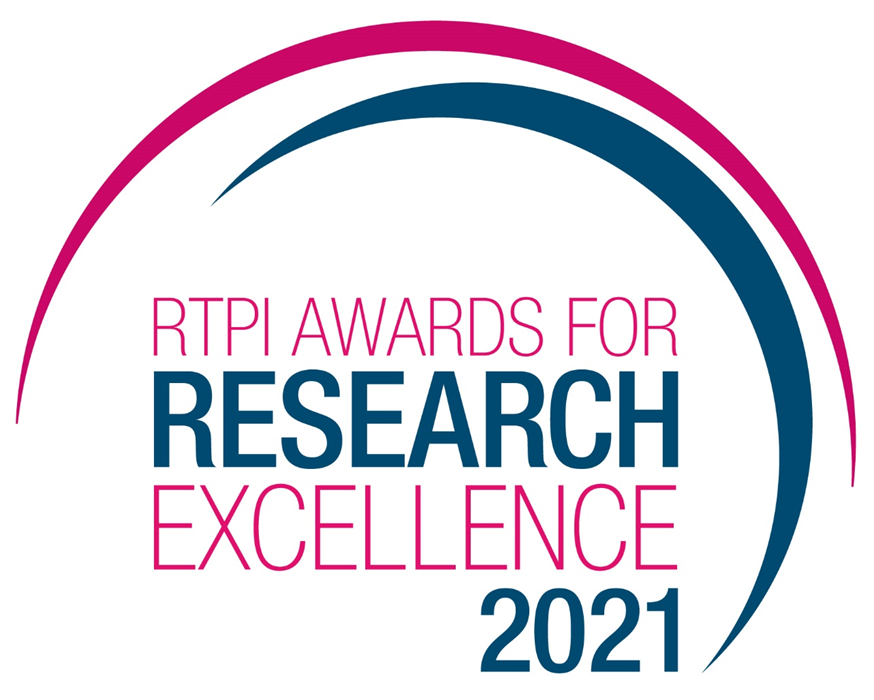 RTPI AWARDS FOR
RESEARCH
EXCELLENCE
2021